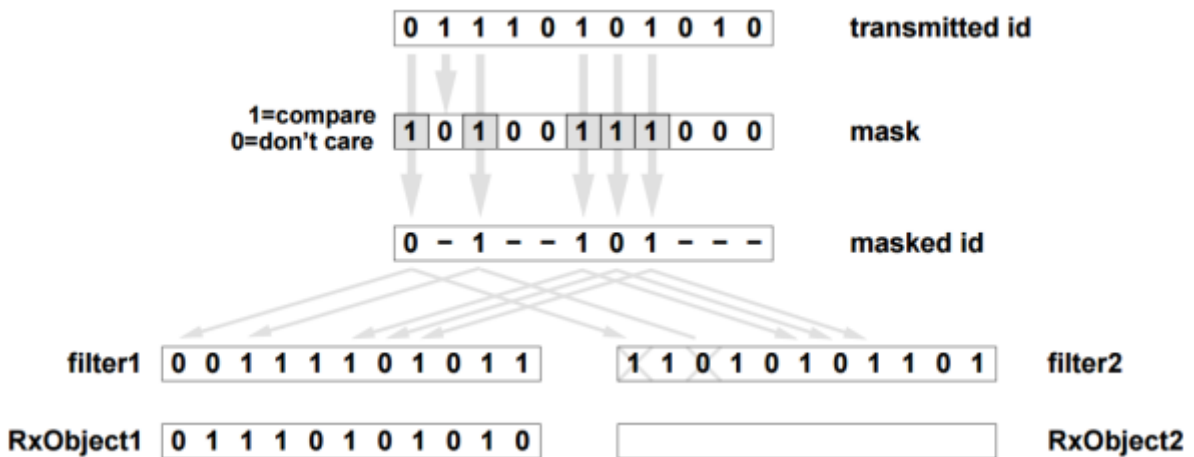 0 1 1 1 0 1 0 1 0 1 0 transmitted id
1=compare
0=don't care
1 0 1 0 0 1 1 1 0 0 0 mask
0 – 1 – – 1 0 1 – – – masked id
filter1 0 0 1 1 1 1 0 1 0 1 1 1 1 0 1 0 1 0 1 1 0 1 filter2
RxObject1 0 1 1 1 0 1 0 1 0 1 0 RxObject2